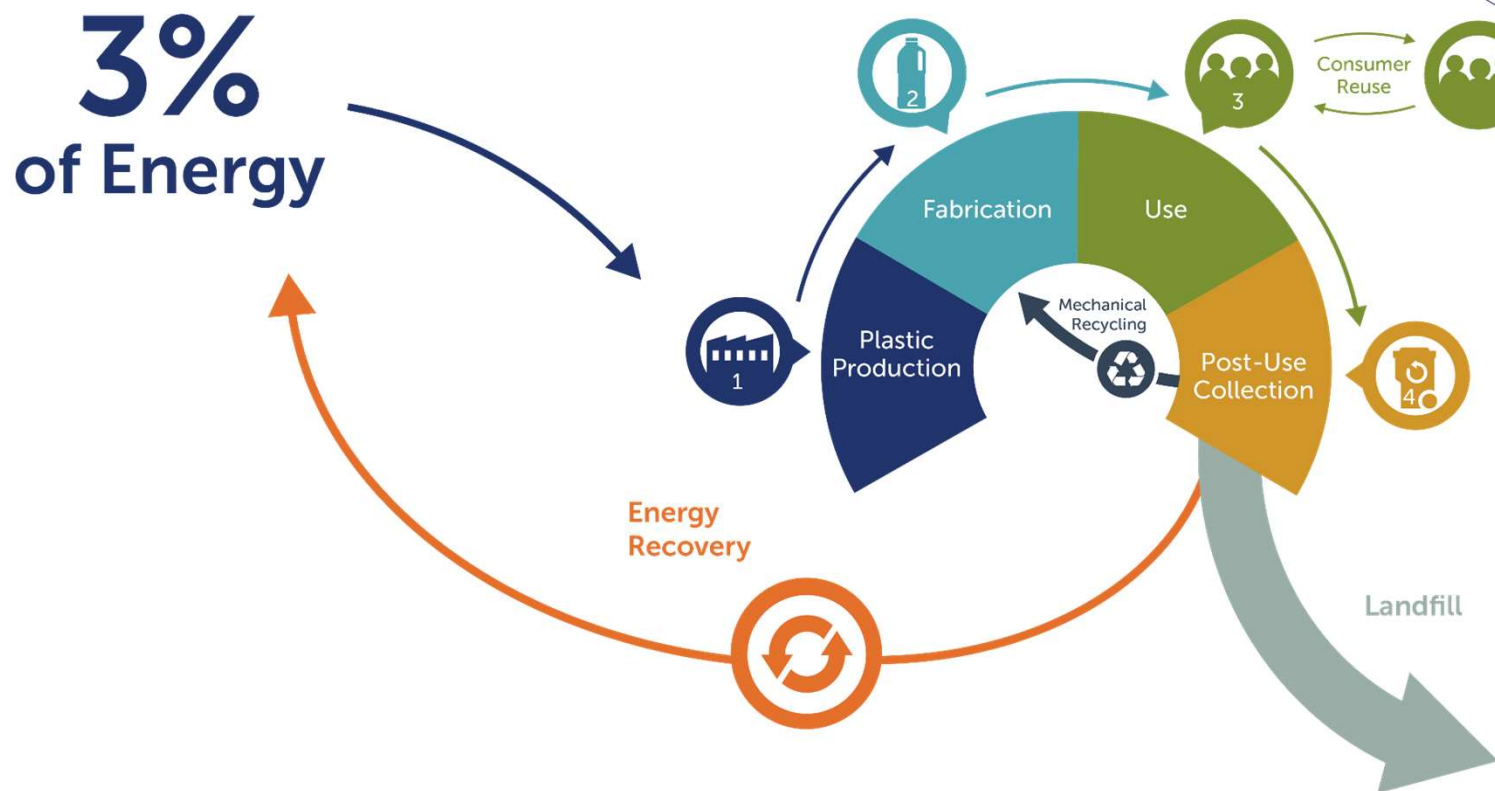 3%
of Energy
2
3
Consumer
Reuse
Fabrication
Use
Mechanical
Recycling
1
Plastic
Production
Post-Use
Collection
4
Energy
Recovery
Landfill